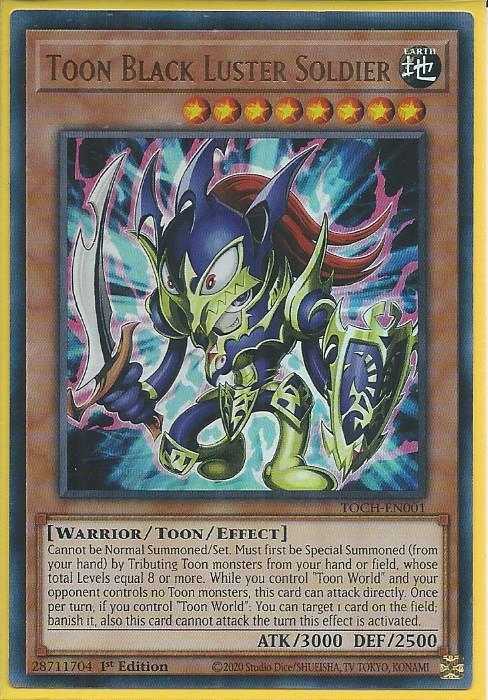 Toon Black Luster Soldier
EARTH
地
TOCH-EN001
[Warrior/Toon/Effect]
Cannot be Normal Summoned/Set. Must first be Special Summoned (from
your hand) by Tributing Toon monsters from your hand or field, whose
total Levels equal 8 or more. While you control "Toon World" and your
opponent controls no Toon monsters, this card can attack directly. Once
per turn, if you control "Toon World": You can target 1 card on the field;
banish it, also this card cannot attack the turn this effect is activated.
ATK/3000 DEF/2500
28711704 1st Edition ©2020 Studio Dice/SHUEISHA, TV TOKYO, KONAMI